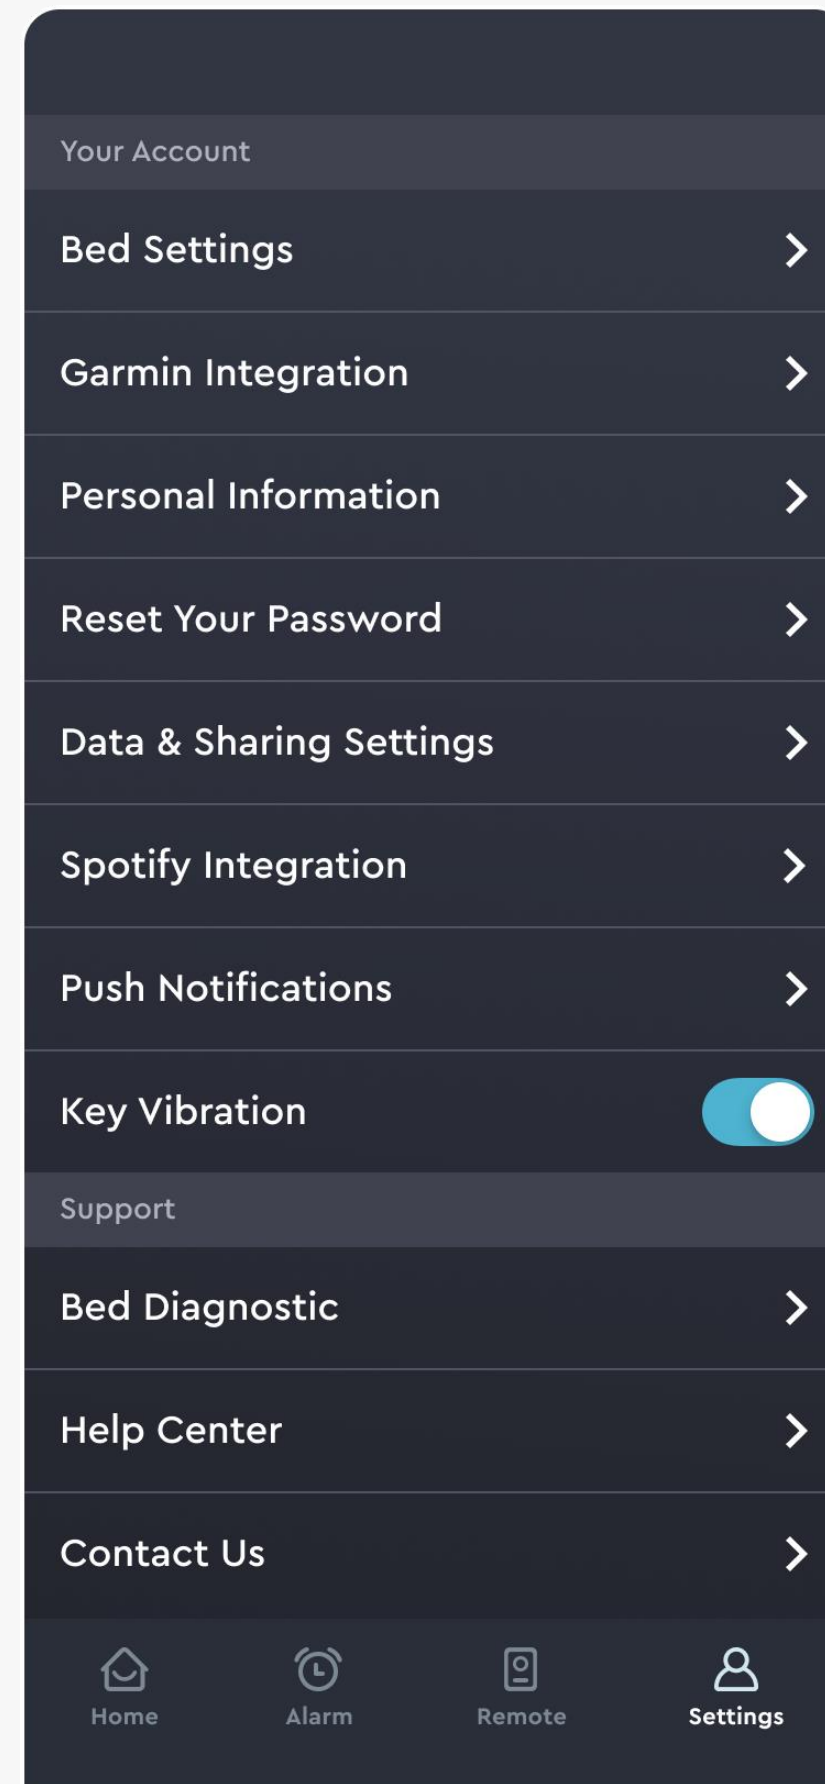 Your Account
Bed Settings
Garmin Integration
Personal Information
Reset Your Password
Data & Sharing Settings
Spotify Integration
Push Notifications
Key Vibration
Support
Bed Diagnostic
Help Center
Contact Us
Home Alarm Remote Settings